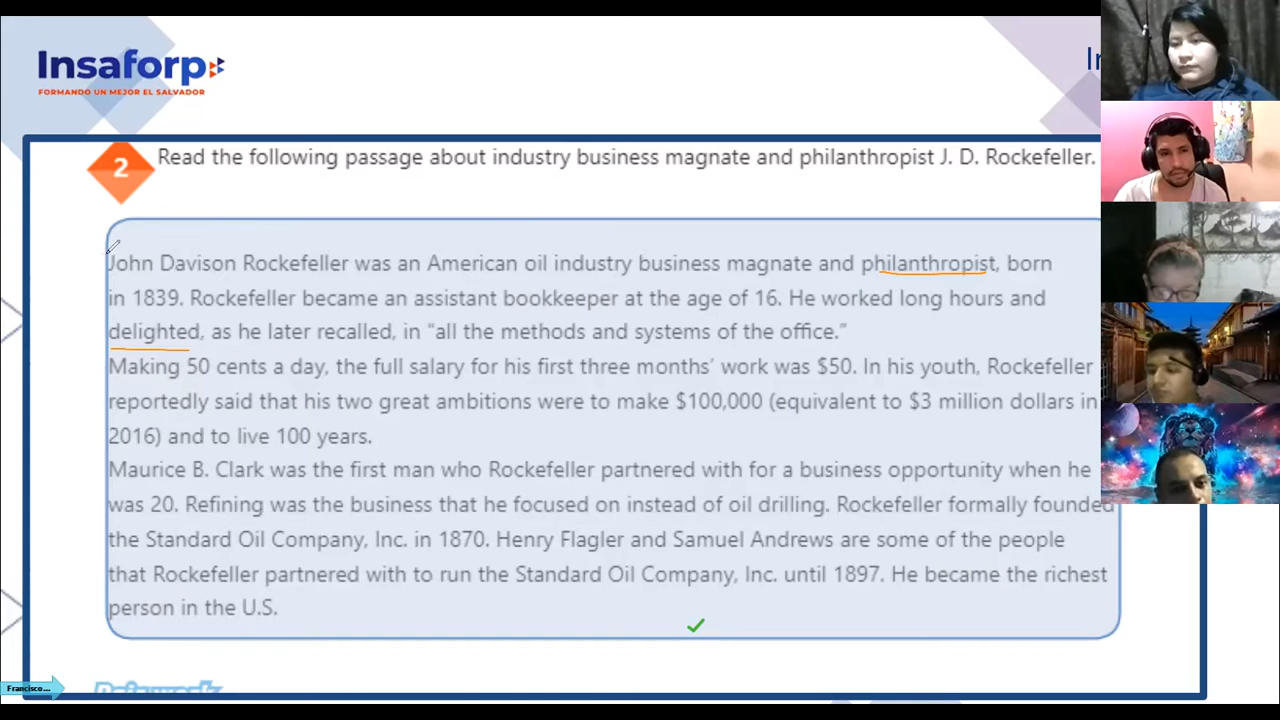 Insaforp
FORMANDO UN MEJOR EL SALVADOR
2
Read the following passage about industry business magnate and philanthropist J. D. Rockefeller.
John Davison Rockefeller was an American oil industry business magnate and philanthropist, born
in 1839. Rockefeller became an assistant bookkeeper at the age of 16. He worked long hours and
delighted, as he later recalled, in “all the methods and systems of the office.”
Making 50 cents a day, the full salary for his first three months’ work was $50. In his youth, Rockefeller
reportedly said that his two great ambitions were to make $100,000 (equivalent to $3 million dollars in
2016) and to live 100 years.
Maurice B. Clark was the first man who Rockefeller partnered with for a business opportunity when he
was 20. Refining was the business that he focused on instead of oil drilling. Rockefeller formally founded
the Standard Oil Company, Inc. in 1870. Henry Flagler and Samuel Andrews are some of the people
that Rockefeller partnered with to run the Standard Oil Company, Inc. until 1897. He became the richest
person in the U.S.
Francisco...